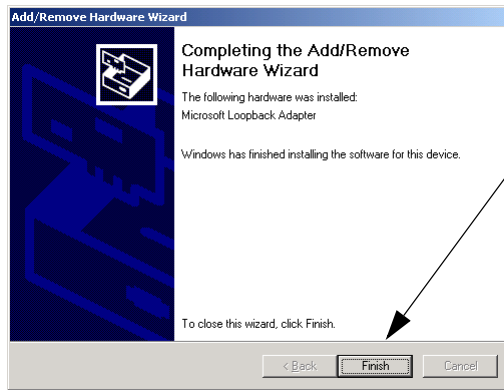 Add/Remove Hardware Wizard
Completing the Add/Remove
Hardware Wizard
The following hardware was installed:
Microsoft Loopback Adapter
Windows has finished installing the software for this device.
To close this wizard, click Finish.
< Back Finish Cancel